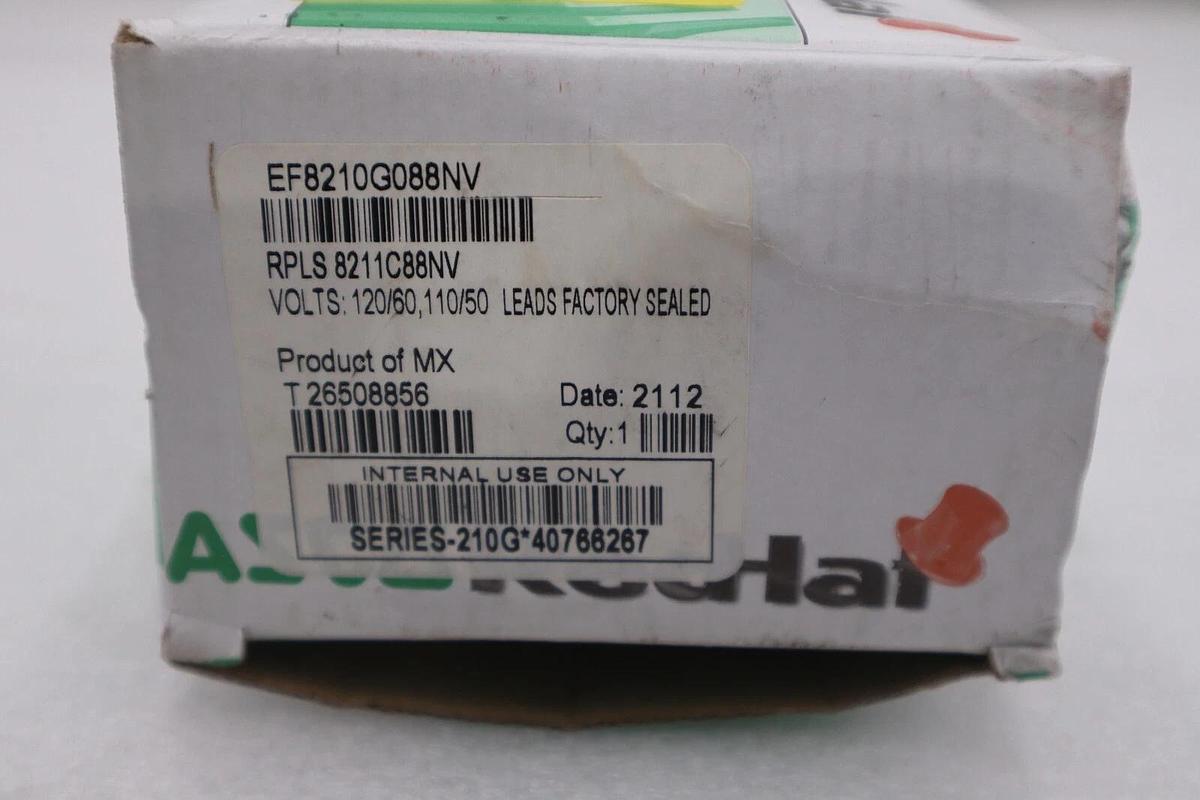 EF8210G088NV
RPLS 8211C88NV
VOLTS: 120/60,110/50 LEADS FACTORY SEALED
Product of MX
T 26508856 Date: 2112
Qty:1
INTERNAL USE ONLY
SERIES-210G*40766267
RedHat